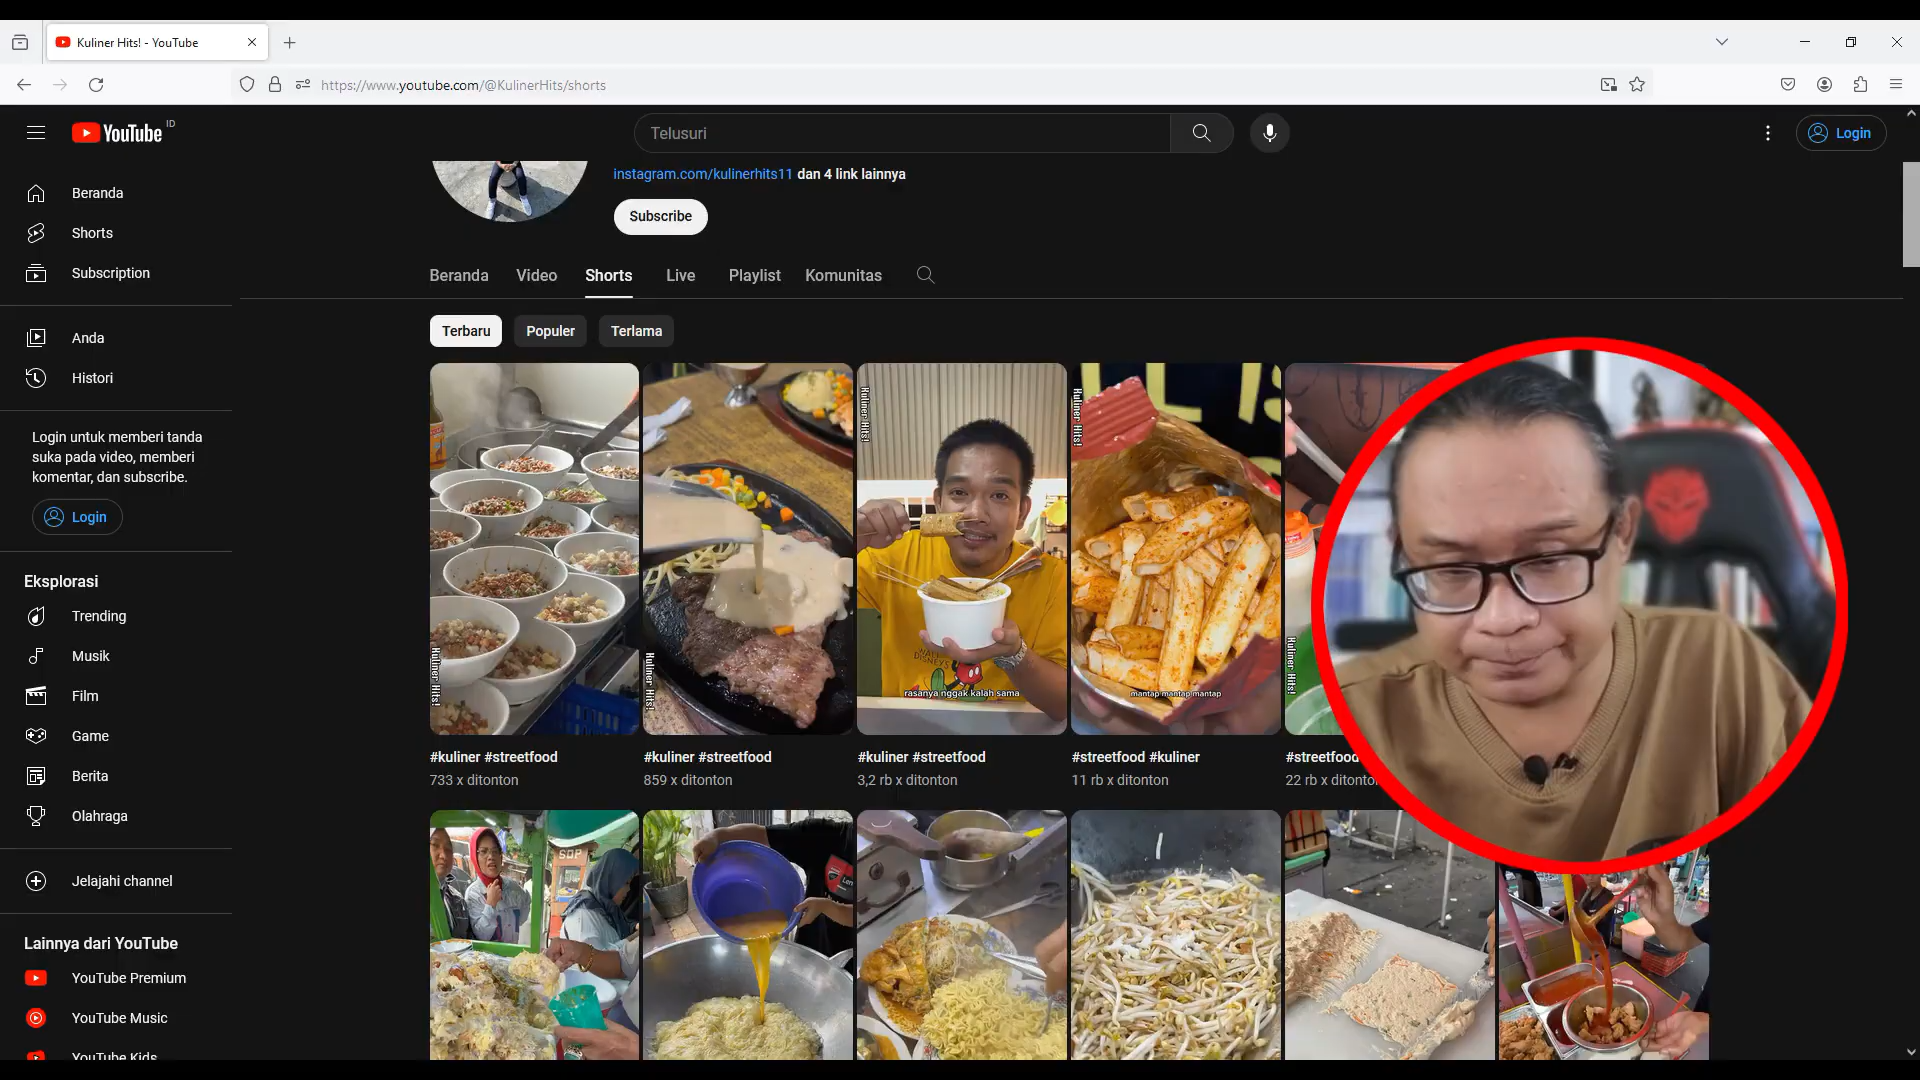 Kuliner Hits! - YouTube
https://www.youtube.com/@KulinerHits/shorts
YouTube ID
Telusuri
Login
Beranda
Shorts
Subscription
Anda
Histori
Login untuk memberi tanda
suka pada video, memberi
komentar, dan subscribe.
Login
Eksplorasi
Trending
Musik
Film
Game
Berita
Olahraga
Jelajahi channel
Lainnya dari YouTube
YouTube Premium
YouTube Music
YouTube Kids
instagram.com/kulinerhits11 dan 4 link lainnya
Subscribe
Beranda Video Shorts Live Playlist Komunitas
Terbaru Populer Terlama
Kuliner Hits!
Kuliner Hits!
Kuliner Hits!
WALT
DISNEY'S
rasanya nggak kalah sama
Kuliner Hits!
mantap mantap mantap
Kuliner Hits!
#kuliner #streetfood
733 x ditonton
#kuliner #streetfood
859 x ditonton
#kuliner #streetfood
3,2 rb x ditonton
#streetfood #kuliner
11 rb x ditonton
#streetfood
22 rb x ditonton
SOP